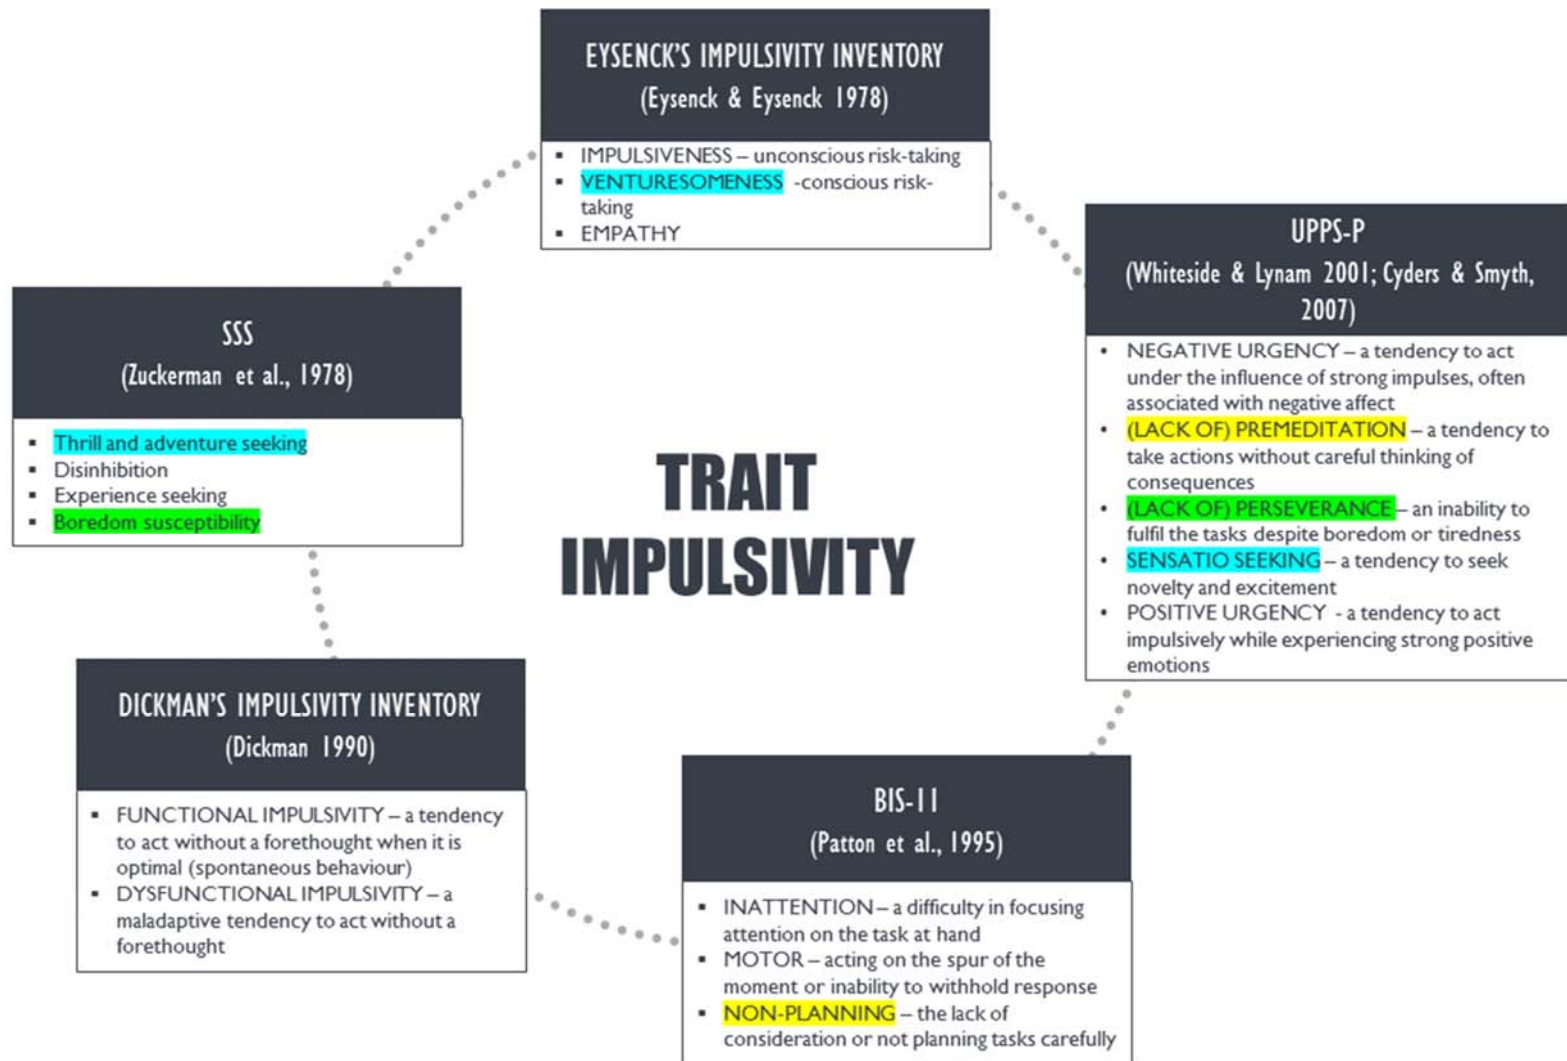 EYSENCK'S IMPULSIVITY INVENTORY
(Eysenck & Eysenck 1978)
▪ IMPULSIVENESS – unconscious risk-taking
▪ VENTURESOMENESS -conscious risk-
taking
▪ EMPATHY
UPPS-P
(Whiteside & Lynam 2001; Cyders & Smyth,
2007)
• NEGATIVE URGENCY – a tendency to act
under the influence of strong impulses, often
associated with negative affect
• (LACK OF) PREMEDITATION – a tendency to
take actions without careful thinking of
consequences
• (LACK OF) PERSEVERANCE – an inability to
fulfil the tasks despite boredom or tiredness
• SENSATIO SEEKING – a tendency to seek
novelty and excitement
• POSITIVE URGENCY - a tendency to act
impulsively while experiencing strong positive
emotions
SSS
(Zuckerman et al., 1978)
▪ Thrill and adventure seeking
▪ Disinhibition
▪ Experience seeking
▪ Boredom susceptibility
TRAIT
IMPULSIVITY
DICKMAN'S IMPULSIVITY INVENTORY
(Dickman 1990)
▪ FUNCTIONAL IMPULSIVITY – a tendency
to act without a forethought when it is
optimal (spontaneous behaviour)
▪ DYSFUNCTIONAL IMPULSIVITY – a
maladaptive tendency to act without a
forethought
BIS-11
(Patton et al., 1995)
▪ INATTENTION – a difficulty in focusing
attention on the task at hand
▪ MOTOR – acting on the spur of the
moment or inability to withhold response
▪ NON-PLANNING – the lack of
consideration or not planning tasks carefully